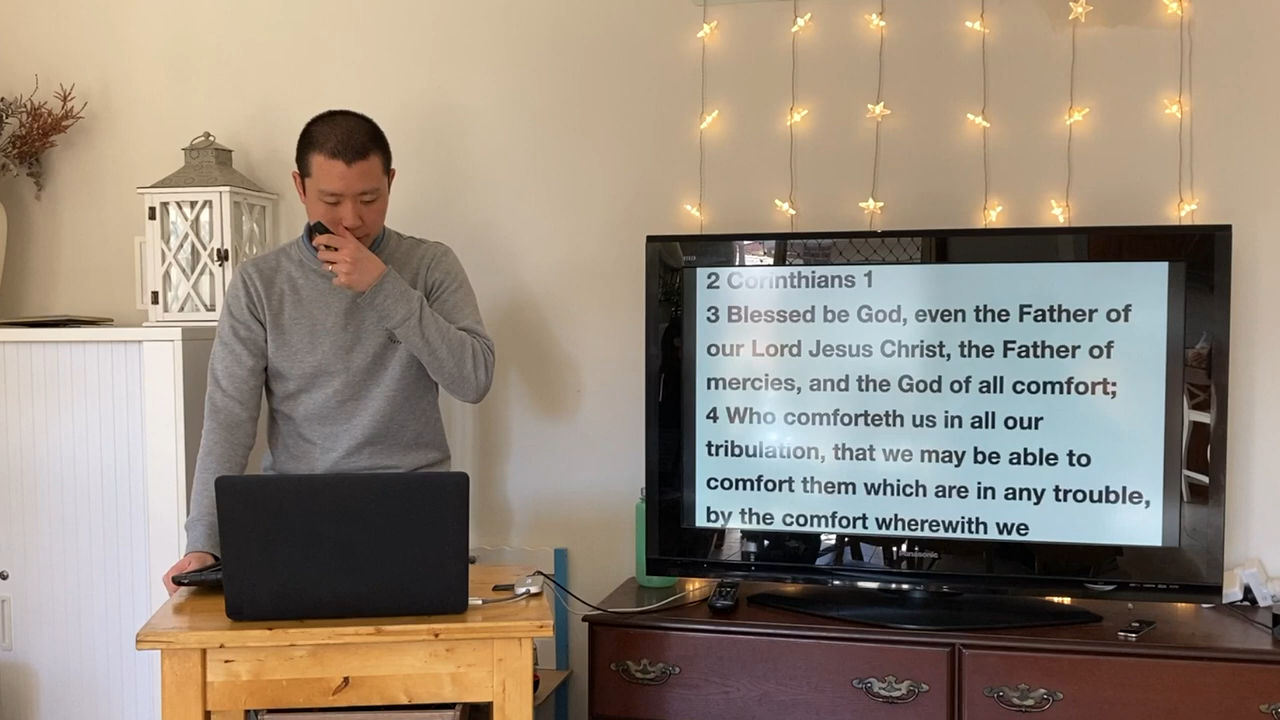 2 Corinthians 1
3 Blessed be God, even the Father of
our Lord Jesus Christ, the Father of
mercies, and the God of all comfort;
4 Who comforteth us in all our
tribulation, that we may be able to
comfort them which are in any trouble,
by the comfort wherewith we
Panasonic